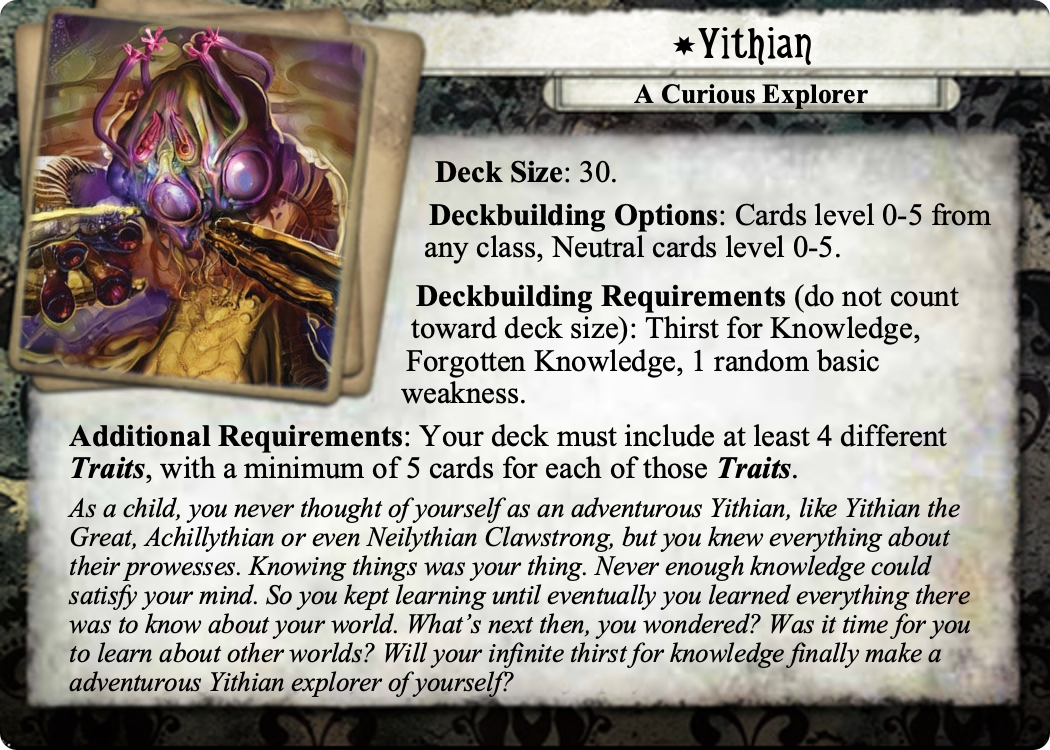 ✷Yithian
A Curious Explorer
Deck Size: 30.
Deckbuilding Options: Cards level 0-5 from
any class, Neutral cards level 0-5.
Deckbuilding Requirements (do not count
toward deck size): Thirst for Knowledge,
Forgotten Knowledge, 1 random basic
weakness.
Additional Requirements: Your deck must include at least 4 different
Traits, with a minimum of 5 cards for each of those Traits.
As a child, you never thought of yourself as an adventurous Yithian, like Yithian the
Great, Achillythian or even Neilythian Clawstrong, but you knew everything about
their prowesses. Knowing things was your thing. Never enough knowledge could
satisfy your mind. So you kept learning until eventually you learned everything there
was to know about your world. What’s next then, you wondered? Was it time for you
to learn about other worlds? Will your infinite thirst for knowledge finally make a
adventurous Yithian explorer of yourself?